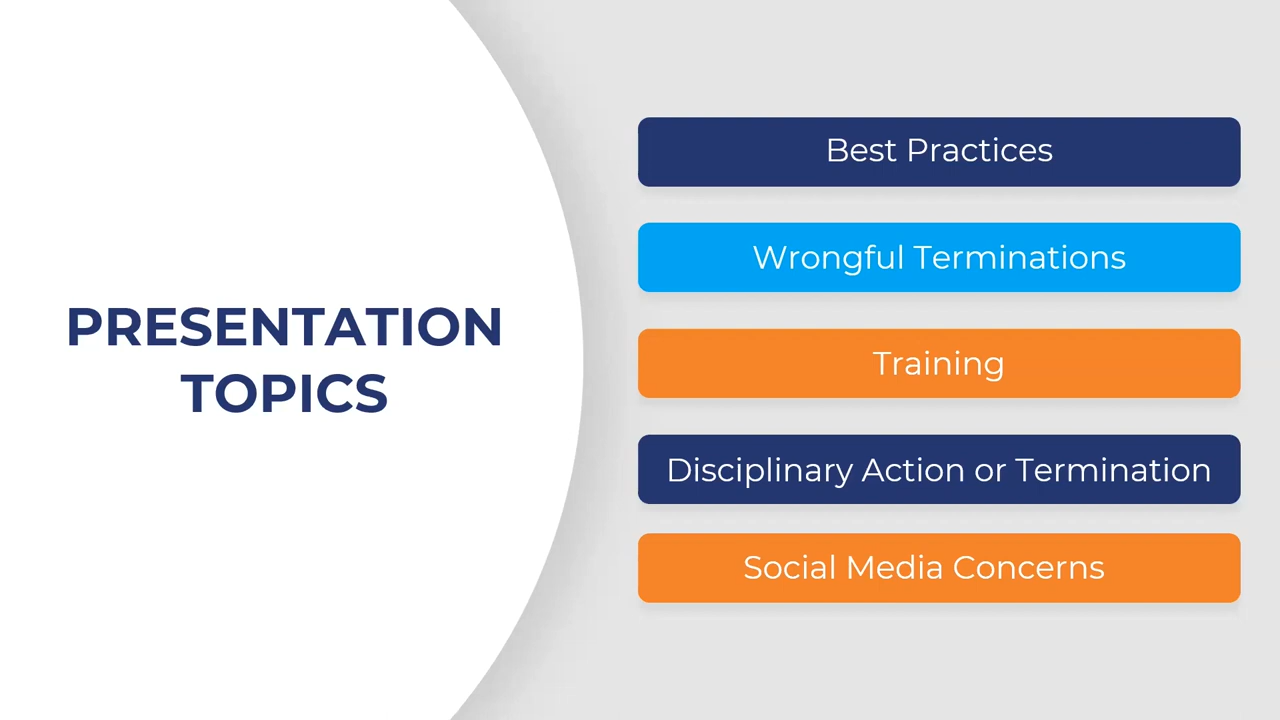 PRESENTATION
TOPICS
Best Practices
Wrongful Terminations
Training
Disciplinary Action or Termination
Social Media Concerns